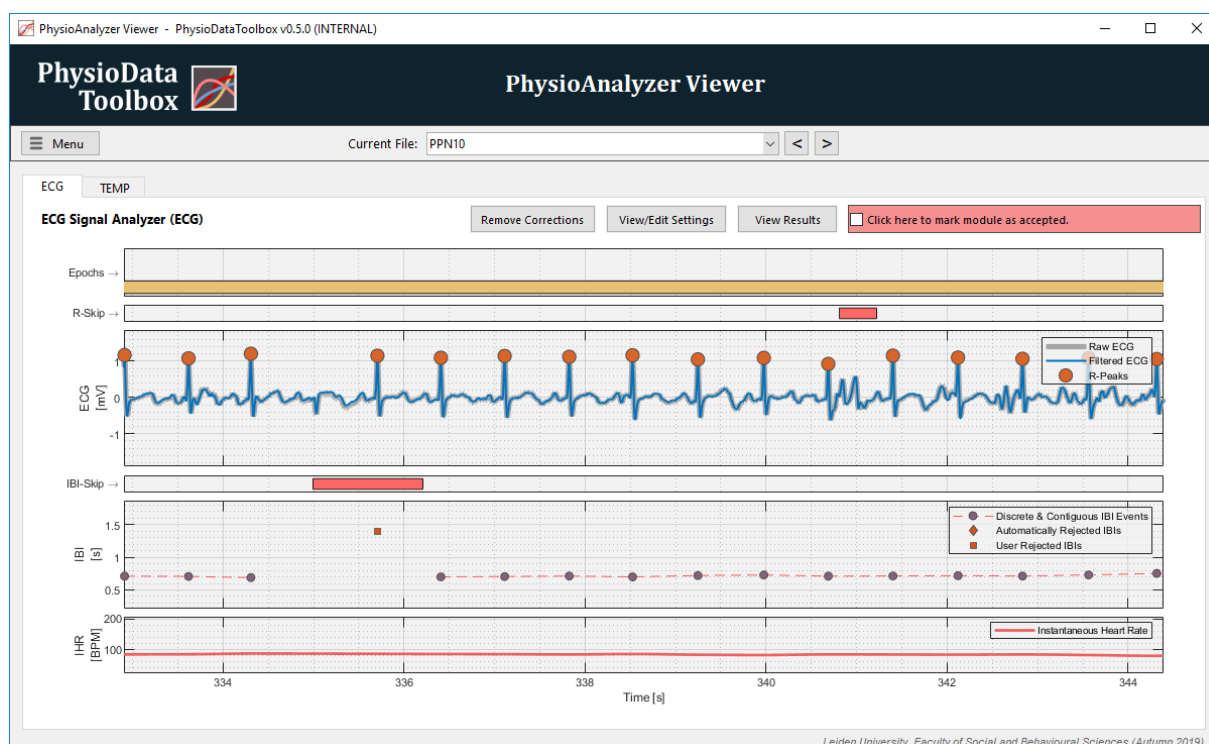 PhysioAnalyzer Viewer - PhysioDataToolbox v0.5.0 (INTERNAL)
PhysioData
Toolbox
PhysioAnalyzer Viewer
Menu
Current File: PPN10
< >
ECG TEMP
ECG Signal Analyzer (ECG)
Remove Corrections
View/Edit Settings
View Results
Click here to mark module as accepted.
Epochs →
R-Skip →
ECG
[mV]
1
0
-1
Raw ECG
Filtered ECG
R-Peaks
IBI-Skip →
IBI
[s]
1.5
1
0.5
Discrete & Contiguous IBI Events
Automatically Rejected IBIs
User Rejected IBIs
IHR
[BPM]
200
100
Instantaneous Heart Rate
334 336 338 340 342 344
Time [s]
Leiden University, Faculty of Social and Behavioural Sciences (Autumn 2019)